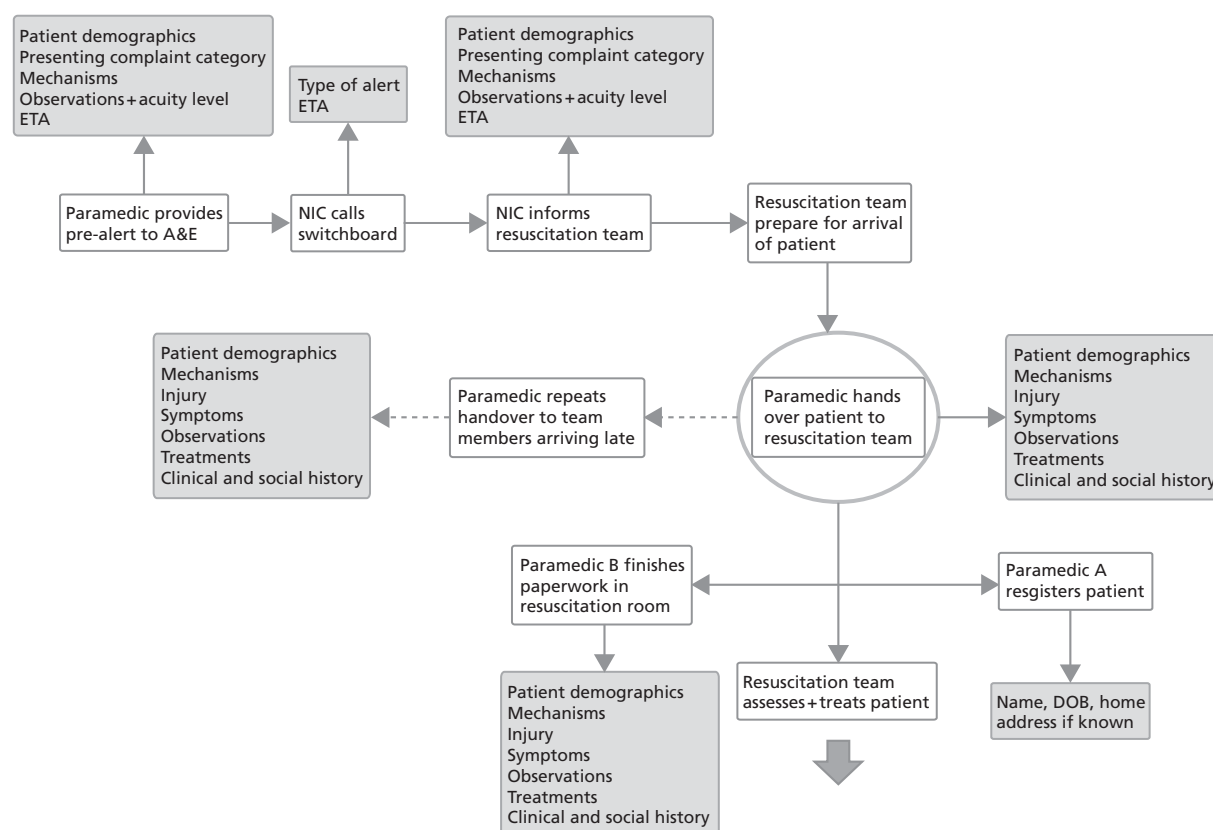 Patient demographics
Presenting complaint category
Mechanisms
Observations+acuity level
ETA
Type of alert
ETA
Patient demographics
Presenting complaint category
Mechanisms
Observations+acuity level
ETA
Paramedic provides
pre-alert to A&E
NIC calls
switchboard
NIC informs
resuscitation team
Resuscitation team
prepare for arrival
of patient
Patient demographics
Mechanisms
Injury
Symptoms
Observations
Treatments
Clinical and social history
Paramedic repeats
handover to team
members arriving late
Paramedic hands
over patient to
resuscitation team
Patient demographics
Mechanisms
Injury
Symptoms
Observations
Treatments
Clinical and social history
Paramedic B finishes
paperwork in
resuscitation room
Paramedic A
resgisters patient
Patient demographics
Mechanisms
Injury
Symptoms
Observations
Treatments
Clinical and social history
Resuscitation team
assesses+treats patient
Name, DOB, home
address if known